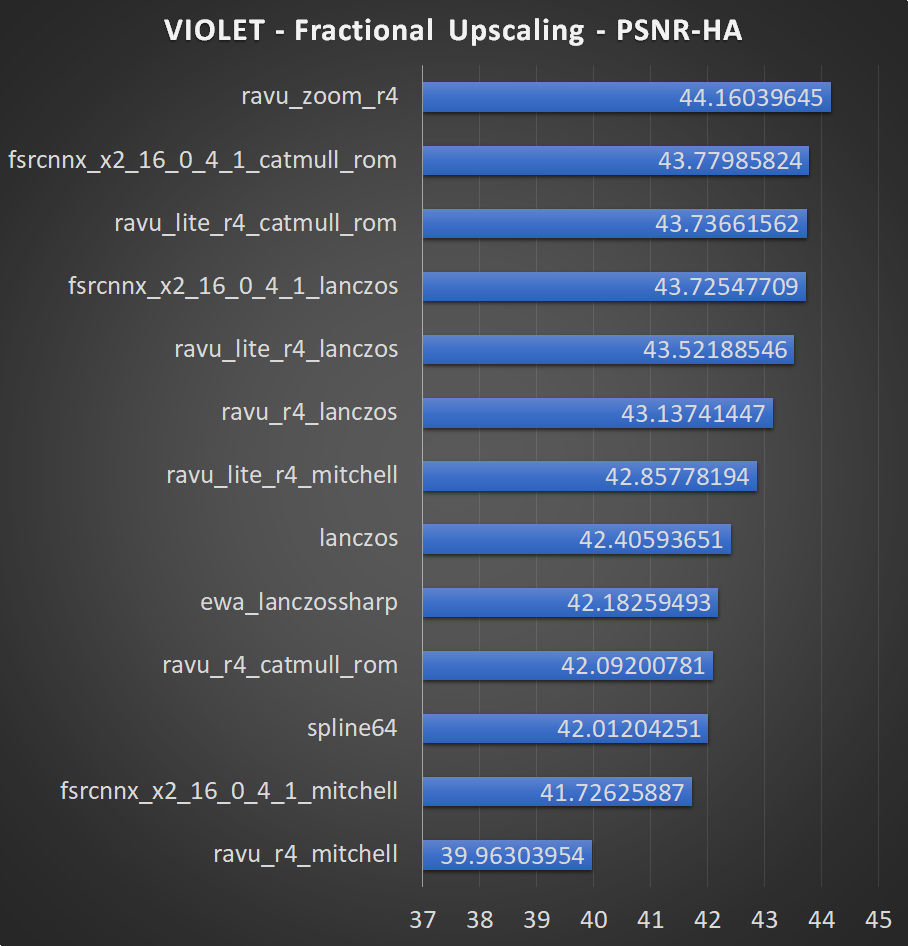 VIOLET - Fractional Upscaling - PSNR-HA
ravu_zoom_r4 44.16039645
fsrcnnx_x2_16_0_4_1_catmull_rom 43.77985824
ravu_lite_r4_catmull_rom 43.73661562
fsrcnnx_x2_16_0_4_1_lanczos 43.72547709
ravu_lite_r4_lanczos 43.52188546
ravu_r4_lanczos 43.13741447
ravu_lite_r4_mitchell 42.85778194
lanczos 42.40593651
ewa_lanczossharp 42.18259493
ravu_r4_catmull_rom 42.09200781
spline64 42.01204251
fsrcnnx_x2_16_0_4_1_mitchell 41.72625887
ravu_r4_mitchell 39.96303954
37 38 39 40 41 42 43 44 45